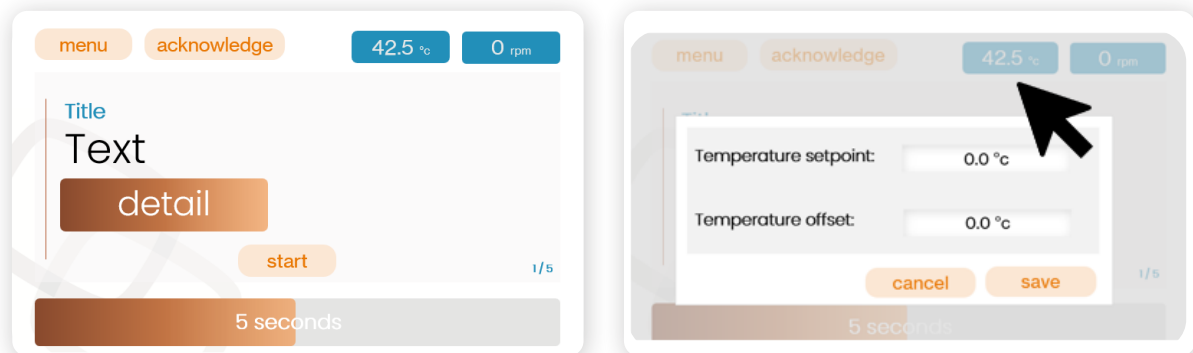 menu acknowledge 42.5 °c 0 rpm
Title
Text
detail
start
1/5
5 seconds
menu acknowledge 42.5 °c 0 rpm
Temperature setpoint: 0.0 °c
Temperature offset: 0.0 °c
cancel save
1/5
5 seconds